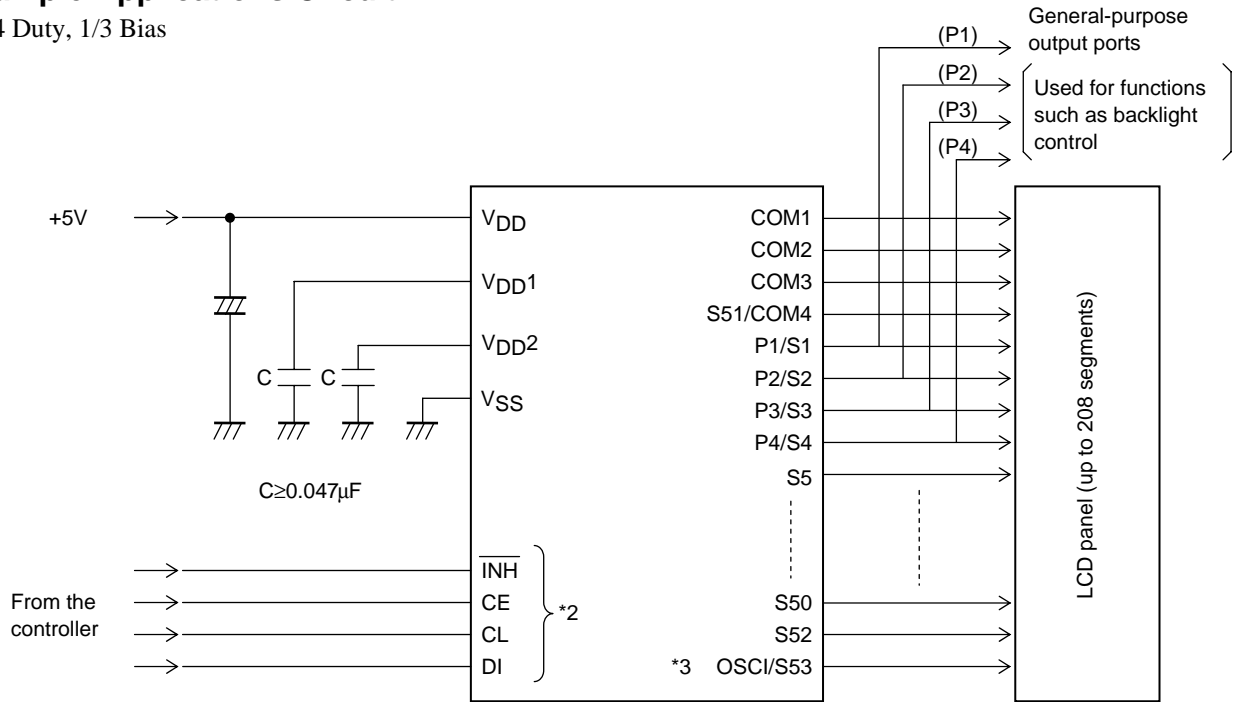 4 Duty, 1/3 Bias
General-purpose
output ports
(P1)
(P2)
(P3)
(P4)
Used for functions
such as backlight
control
+5V
VDD
VDD1
VDD2
VSS
C
C
C≥0.047μF
From the
controller
INH
CE
CL
DI
*2
COM1
COM2
COM3
S51/COM4
P1/S1
P2/S2
P3/S3
P4/S4
S5
S50
S52
*3 OSCI/S53
LCD panel (up to 208 segments)